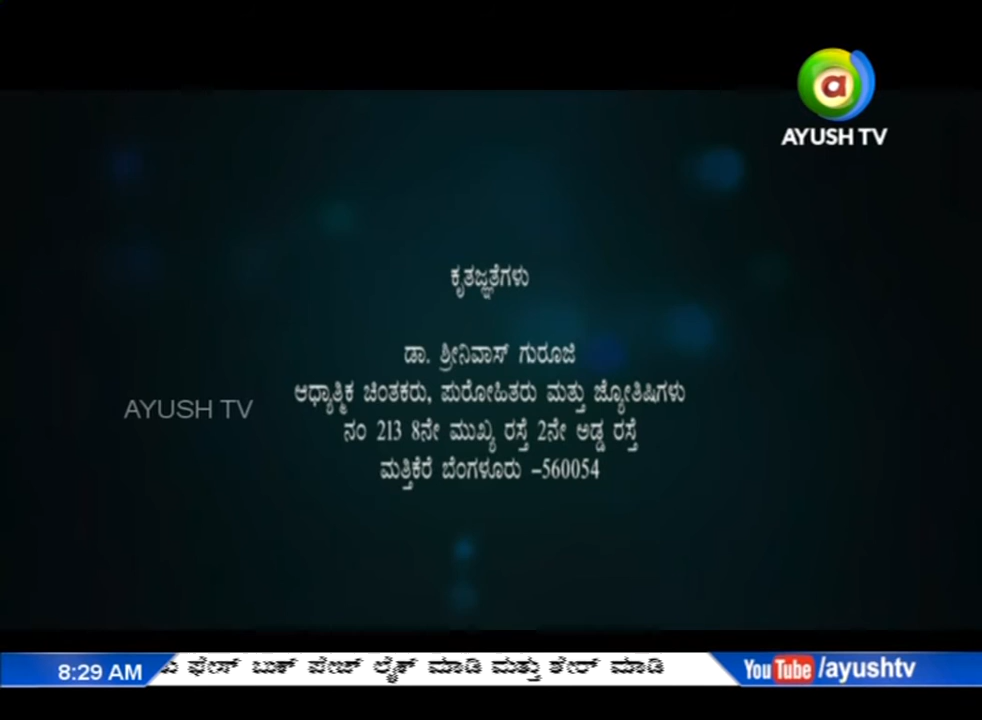 a
AYUSH TV
ಕೃತಜ್ಞತೆಗಳು
ಡಾ. ಶ್ರೀನಿವಾಸ್ ಗುರೂಜಿ
ಆಧ್ಯಾತ್ಮಿಕ ಚಿಂತಕರು, ಪುರೋಹಿತರು ಮತ್ತು ಜ್ಯೋತಿಷಿಗಳು
AYUSH TV
ನಂ 213 8ನೇ ಮುಖ್ಯ ರಸ್ತೆ 2ನೇ ಅಡ್ಡ ರಸ್ತೆ
ಮತ್ತಿಕೆರೆ ಬೆಂಗಳೂರು -560054
8:29 AM
ಫೇಸ್ ಬುಕ್ ಪೇಜ್ ಲೈಕ್ ಮಾಡಿ ಮತ್ತು ಶೇರ್ ಮಾಡಿ
YouTube /ayushtv